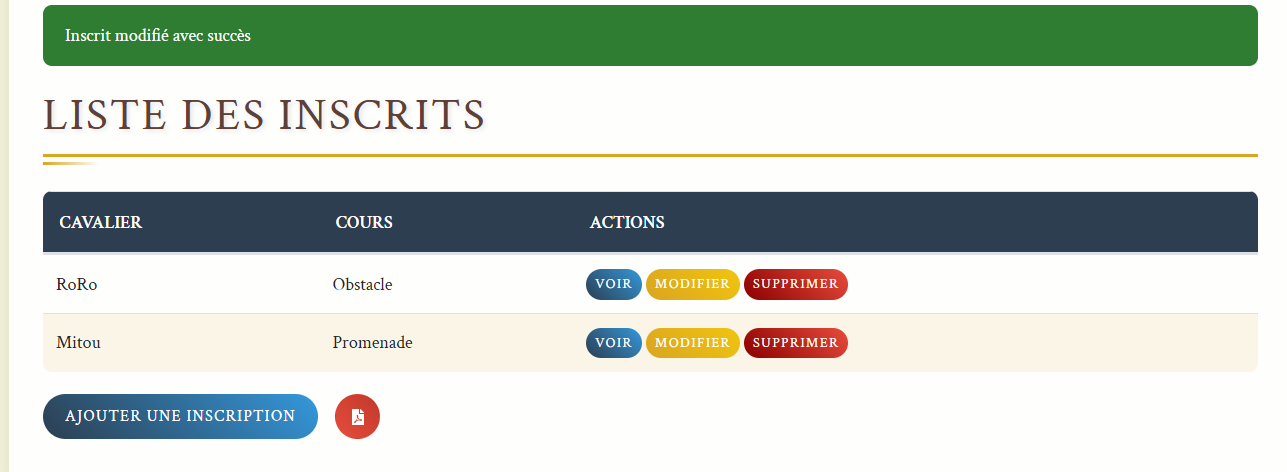 Inscrit modifié avec succès
LISTE DES INSCRITS
CAVALIER COURS ACTIONS
RoRo Obstacle VOIR MODIFIER SUPPRIMER
Mitou Promenade VOIR MODIFIER SUPPRIMER
AJOUTER UNE INSCRIPTION